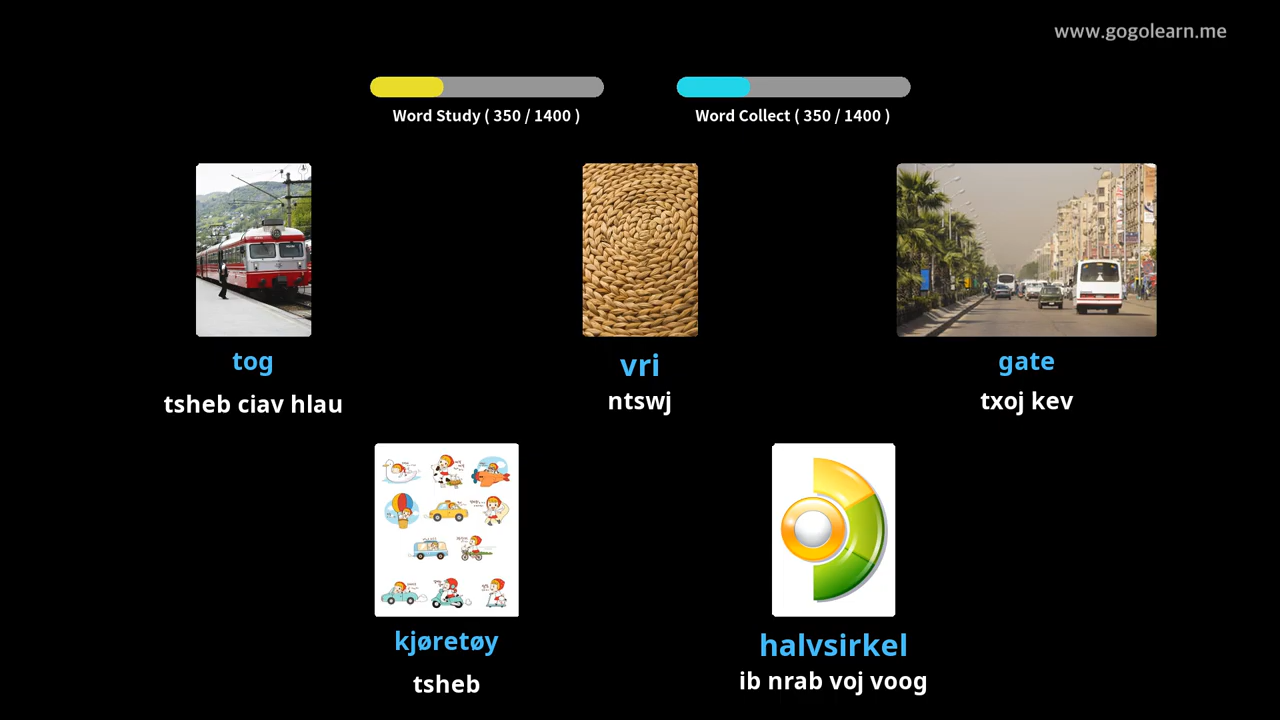 www.gogolearn.me
Word Study ( 350 / 1400 )
Word Collect ( 350 / 1400 )
tog
tsheb ciav hlau
vri
ntswj
gate
txoj kev
kjøretøy
tsheb
halvsirkel
ib nrab voj voog